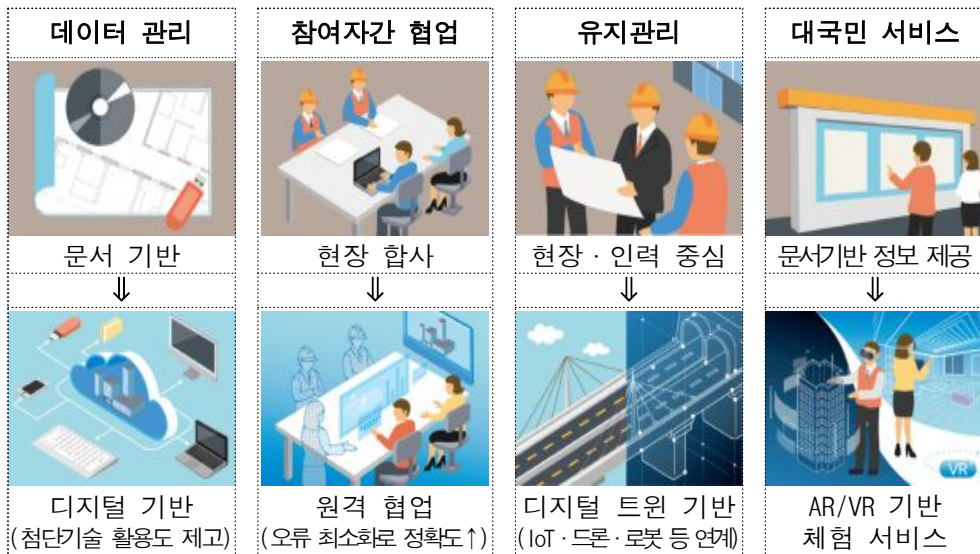 데이터 관리
참여자간 협업
유지관리
대국민 서비스
문서 기반
현장 합사
현장 · 인력 중심
문서기반 정보 제공
⇓
⇓
⇓
⇓
VR
디지털 기반
(첨단기술 활용도 제고)
원격 협업
(오류 최소화로 정확도↑)
디지털 트윈 기반
(IoT · 드론 · 로봇 등 연계)
AR/VR 기반
체험 서비스